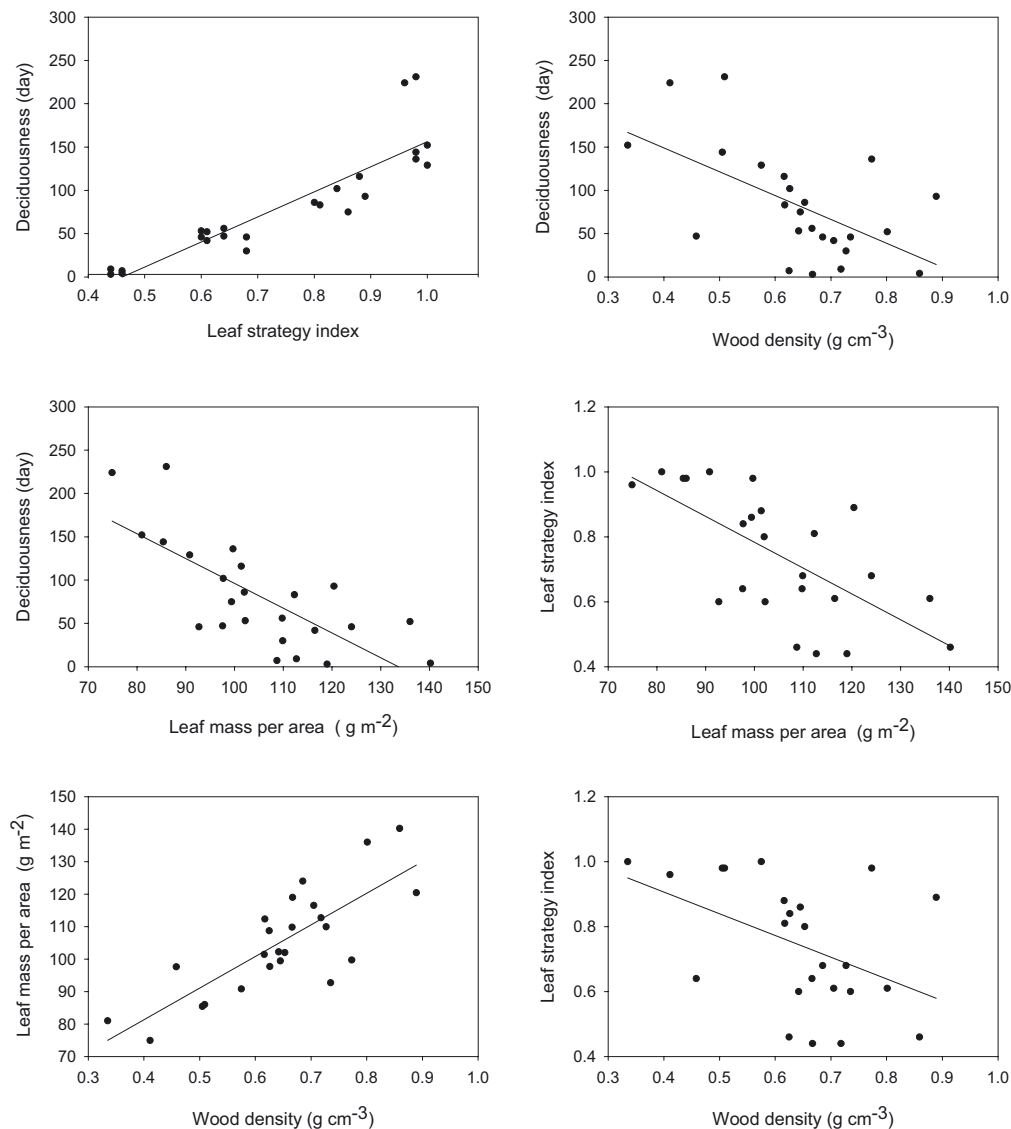 300
250
200
150
100
50
0
Deciduousness (day)
0.4 0.5 0.6 0.7 0.8 0.9 1.0
Leaf strategy index
300
250
200
150
100
50
0
Deciduousness (day)
0.3 0.4 0.5 0.6 0.7 0.8 0.9 1.0
Wood density (g cm-3)
300
250
200
150
100
50
0
Deciduousness (day)
70 80 90 100 110 120 130 140 150
Leaf mass per area ( g m-2)
1.2
1.0
0.8
0.6
0.4
Leaf strategy index
70 80 90 100 110 120 130 140 150
Leaf mass per area (g m-2)
150
140
130
120
110
100
90
80
70
Leaf mass per area (g m-2)
0.3 0.4 0.5 0.6 0.7 0.8 0.9 1.0
Wood density (g cm-3)
1.2
1.0
0.8
0.6
0.4
Leaf strategy index
0.3 0.4 0.5 0.6 0.7 0.8 0.9 1.0
Wood density (g cm-3)